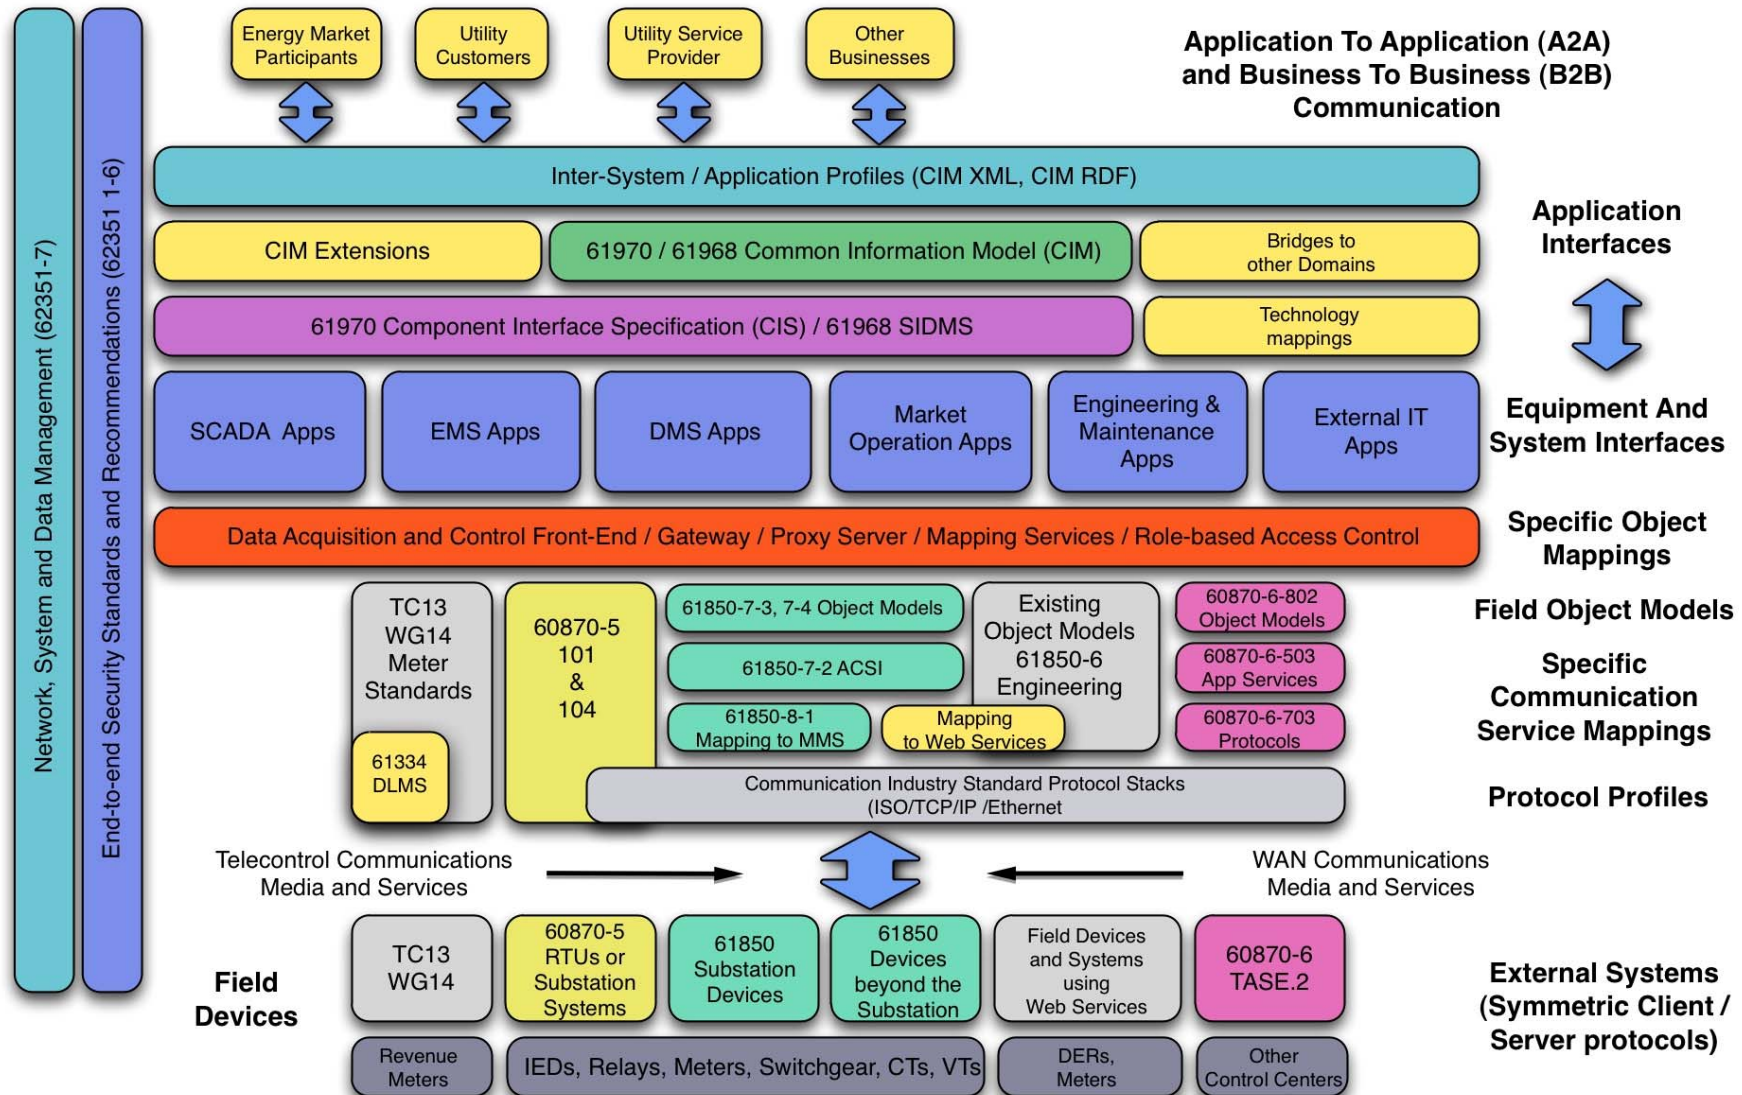 Network, System and Data Management (62351-7)
End-to-end Security Standards and Recommendations (62351 1-6)
Energy Market
Participants
Utility
Customers
Utility Service
Provider
Other
Businesses
Application To Application (A2A)
and Business To Business (B2B)
Communication
Inter-System / Application Profiles (CIM XML, CIM RDF)
Application
Interfaces
CIM Extensions
61970 / 61968 Common Information Model (CIM)
Bridges to
other Domains
61970 Component Interface Specification (CIS) / 61968 SIDMS
Technology
mappings
SCADA Apps
EMS Apps
DMS Apps
Market
Operation Apps
Engineering &
Maintenance
Apps
External IT
Apps
Equipment And
System Interfaces
Data Acquisition and Control Front-End / Gateway / Proxy Server / Mapping Services / Role-based Access Control
Specific Object
Mappings
TC13
WG14
Meter
Standards
61334
DLMS
60870-5
101
&
104
61850-7-3, 7-4 Object Models
61850-7-2 ACSI
61850-8-1
Mapping to MMS
Mapping
to Web Services
Existing
Object Models
61850-6
Engineering
60870-6-802
Object Models
60870-6-503
App Services
60870-6-703
Protocols
Field Object Models
Specific
Communication
Service Mappings
Communication Industry Standard Protocol Stacks
(ISO/TCP/IP /Ethernet
Protocol Profiles
Telecontrol Communications
Media and Services
WAN Communications
Media and Services
Field
Devices
TC13
WG14
60870-5
RTUs or
Substation
Systems
61850
Substation
Devices
61850
Devices
beyond the
Substation
Field Devices
and Systems
using
Web Services
60870-6
TASE.2
External Systems
(Symmetric Client /
Server protocols)
Revenue
Meters
IEDs, Relays, Meters, Switchgear, CTs, VTs
DERs,
Meters
Other
Control Centers